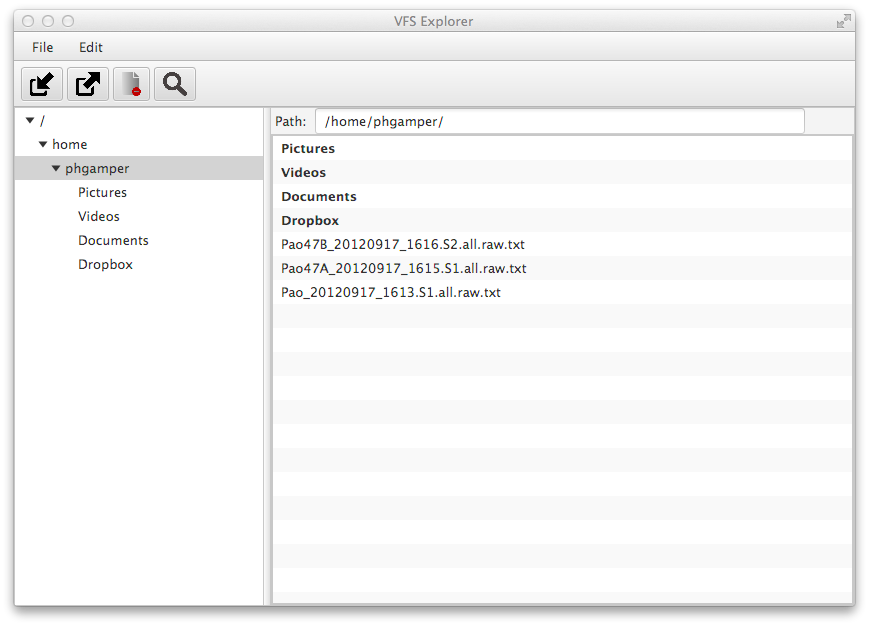 VFS Explorer
File Edit
/
home
phgamper
Pictures
Videos
Documents
Dropbox
Path: /home/phgamper/
Pictures
Videos
Documents
Dropbox
Pao47B_20120917_1616.S2.all.raw.txt
Pao47A_20120917_1615.S1.all.raw.txt
Pao_20120917_1613.S1.all.raw.txt